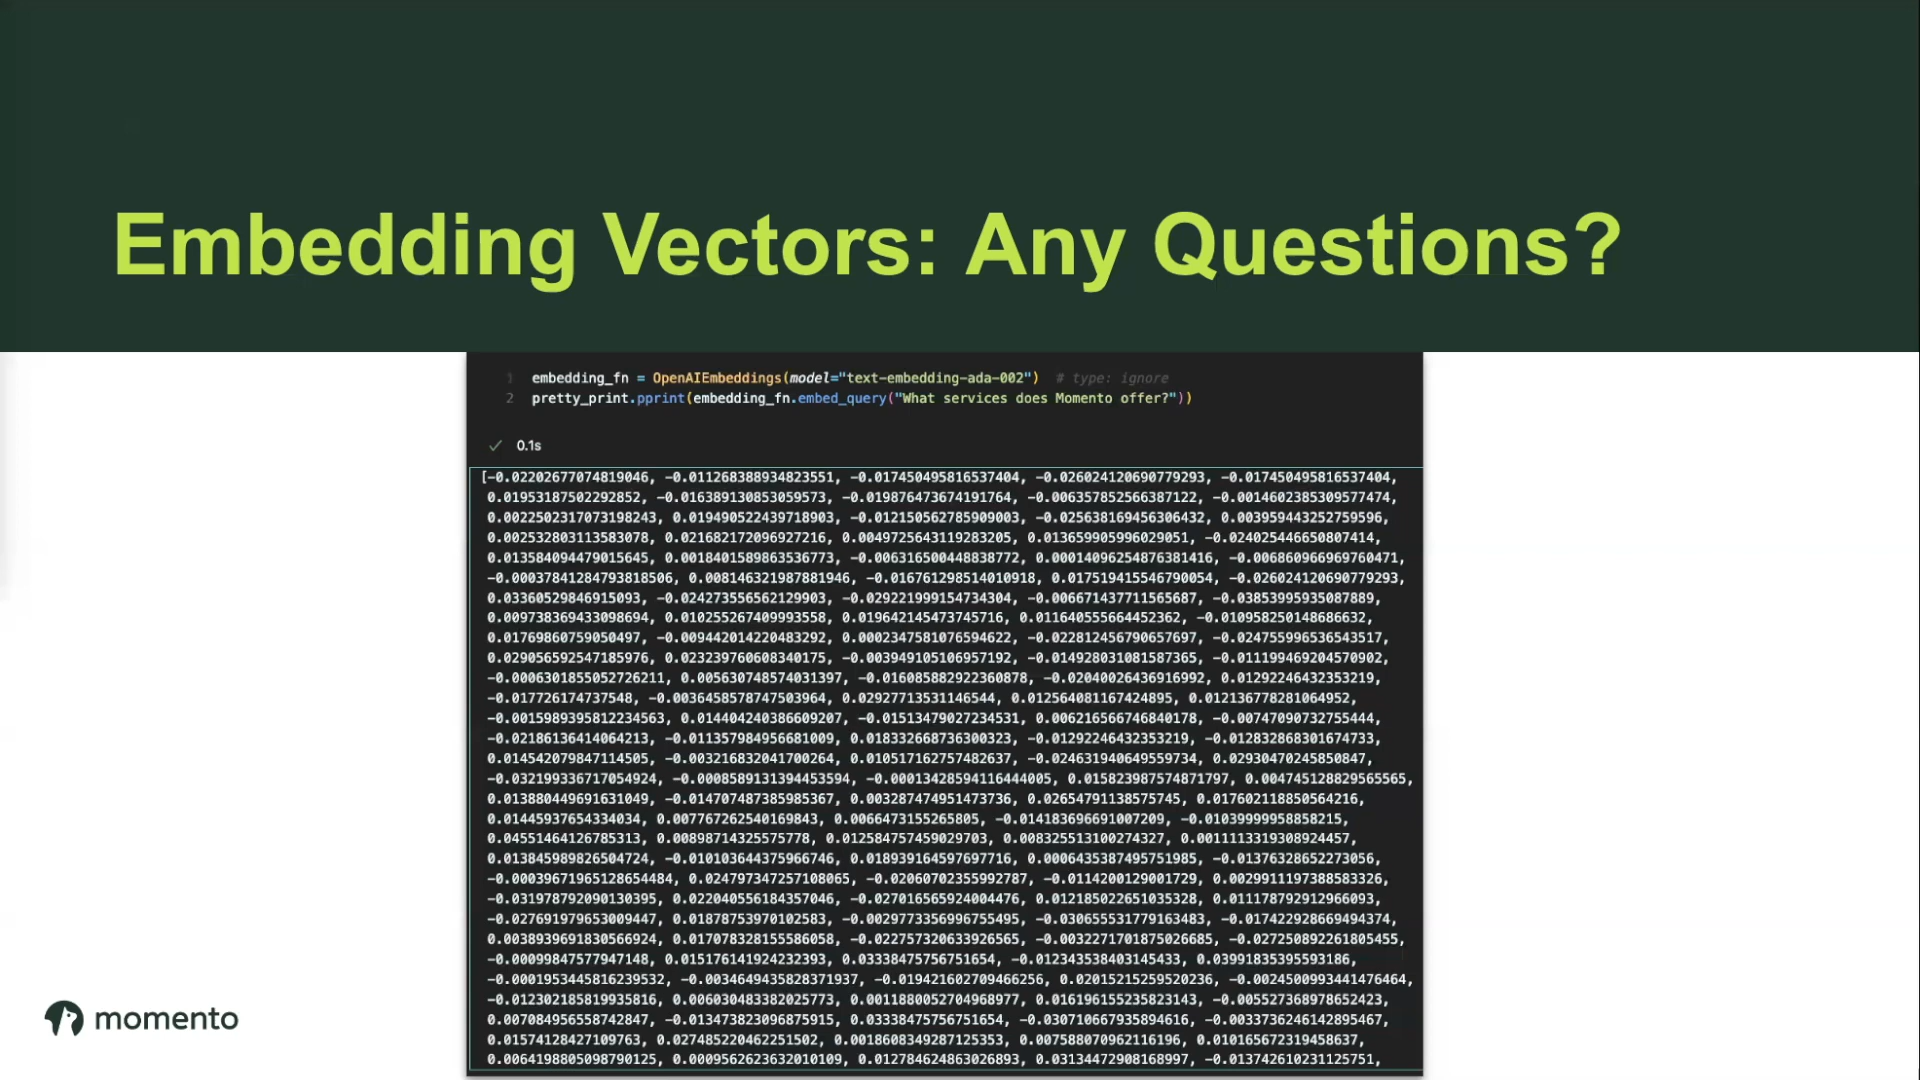 Embedding Vectors: Any Questions?
1 embedding_fn = OpenAIEmbeddings(model="text-embedding-ada-002") # type: ignore
2 pretty_print.pprint(embedding_fn.embed_query("What services does Momento offer?"))
✓ 0.1s
[-0.02202677074819046, -0.011268388934823551, -0.017450495816537404, -0.026024120690779293, -0.017450495816537404,
0.01953187502292852, -0.016389130853059573, -0.019876473674191764, -0.006357852566387122, -0.0014602385309577474,
0.0022502317073198243, 0.019490522439718903, -0.012150562785909003, -0.025638169456306432, 0.003959443252759596,
0.002532803113583078, 0.021682172096927216, 0.0049725643119283205, 0.013659905996029051, -0.024025446650807414,
0.013584094479015645, 0.0018401589863536773, -0.006316500448838772, 0.00014096254876381416, -0.006860966969760471,
-0.00037841284793818506, 0.008146321987881946, -0.016761298514010918, 0.017519415546790054, -0.026024120690779293,
0.03360529846915093, -0.024273556562129903, -0.029221999154734304, -0.006671437711565687, -0.03853995935087889,
0.009738369433098694, 0.010255267409993558, 0.019642145473745716, 0.011640555664452362, -0.010958250148686632,
0.01769860759050497, -0.009442014220483292, 0.0002347581076594622, -0.022812456790657697, -0.024755996536543517,
0.029056592547185976, 0.023239760608340175, -0.003949105106957192, -0.014928031081587365, -0.011199469204570902,
-0.0006301855052726211, 0.005630748574031397, -0.016085882922360878, -0.02040026436916992, 0.01292246432353219,
-0.017726174737548, -0.0036458578747503964, 0.02927713531146544, 0.012564081167424895, 0.012136778281064952,
-0.0015989395812234563, 0.014404240386609207, -0.01513479027234531, 0.006216566746840178, -0.00747090732755444,
-0.02186136414064213, -0.011357984956681009, 0.018332668736300323, -0.01292246432353219, -0.012832868301674733,
0.014542079847114505, -0.003216832041700264, 0.010517162757482637, -0.024631940649559734, 0.02930470245850847,
-0.032199336717054924, -0.0008589131394453594, -0.00013428594116444005, 0.015823987574871797, 0.004745128829565565,
0.013880449691631049, -0.014707487385985367, 0.003287474951473736, 0.02654791138575745, 0.017602118850564216,
0.01445937654334034, 0.007767262540169843, 0.0066473155265805, -0.014183696691007209, -0.01039999958858215,
0.04551464126785313, 0.00898714325575778, 0.012584757459029703, 0.008325513100274327, 0.0011113319308924457,
0.013845989826504724, -0.010103644375966746, 0.018939164597697716, 0.0006435387495751985, -0.01376328652273056,
-0.00039671965128654484, 0.024797347257108065, -0.02060702355992787, -0.0114200129001729, 0.0029911197388583326,
-0.031978792090130395, 0.022040556184357046, -0.027016565924004476, 0.012185022651035328, 0.011178792912966093,
-0.027691979653009447, 0.01878753970102583, -0.0029773356996755495, -0.030655531779163483, -0.017422928669494374,
0.0038939691830566924, 0.017078328155586058, -0.022757320633926565, -0.0032271701875026685, -0.027250892261805455,
-0.00099847577947148, 0.015176141924232393, 0.03338475756751654, -0.012343538403145433, 0.03991835395593186,
-0.0001953445816239532, -0.0034649435828371937, -0.019421602709466256, 0.02015215259520236, -0.0024500993441476464,
-0.012302185819935816, 0.006030483382025773, 0.0011880052704968977, 0.016196155235823143, -0.005527368978652423,
0.0070849565587428​47, -0.013473823096875915, 0.03338475756751654, -0.030710667935894616, -0.0033736246142895467,
0.01574128427109763, 0.027485220462251502, 0.0018608349287125353, 0.007588070962116196, 0.010165672319458637,
0.0064198805098790125, 0.0009562623632010109, 0.012784624863026893, 0.03134472908168997, -0.013742610231125751,
momento